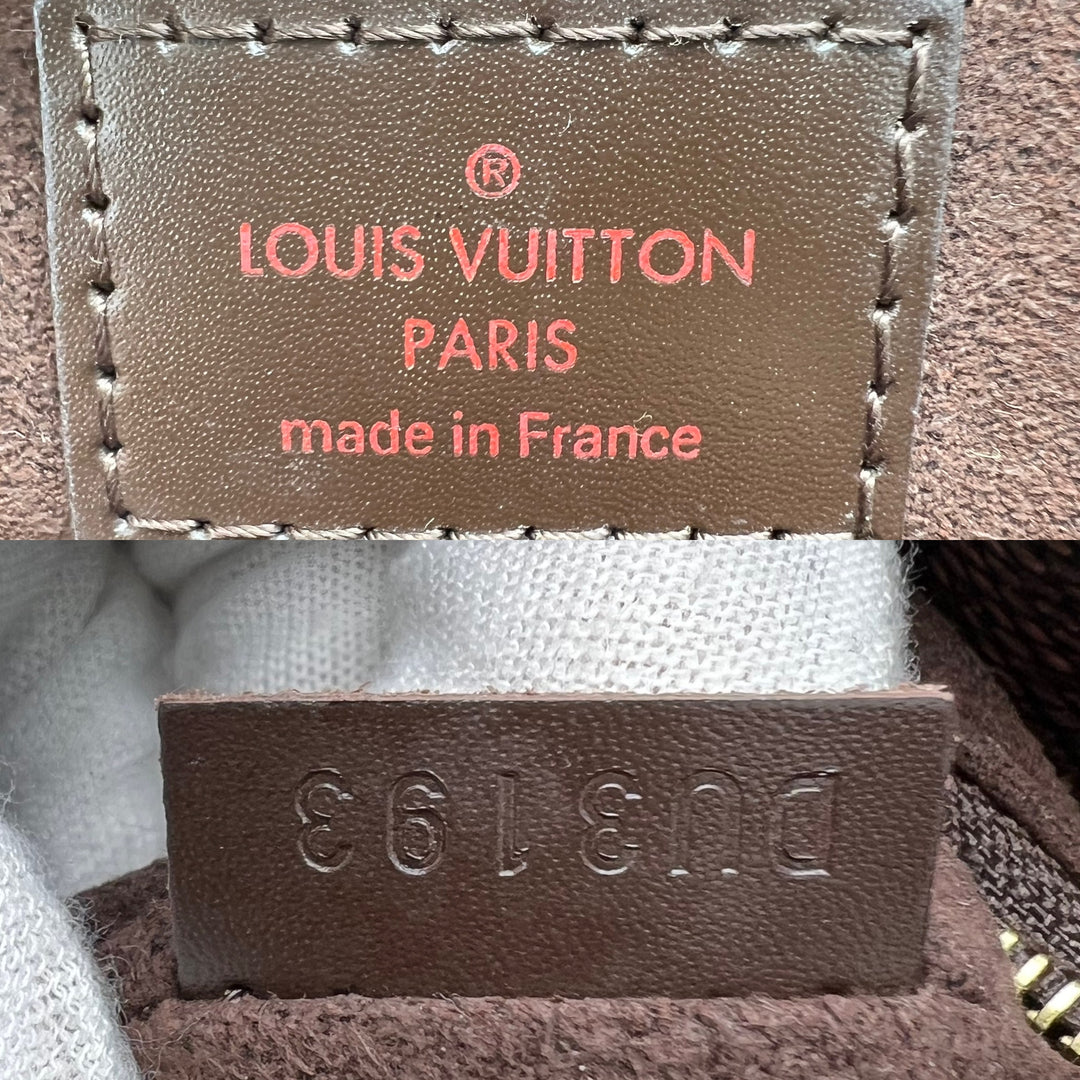 ®
LOUIS VUITTON
PARIS
made in France
DU3193